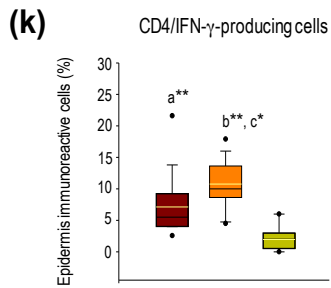 (k)
CD4/IFN-γ-producing cells
Epidermis immunoreactive cells (%)
30
25
20
15
10
5
0
a**
b**, c*